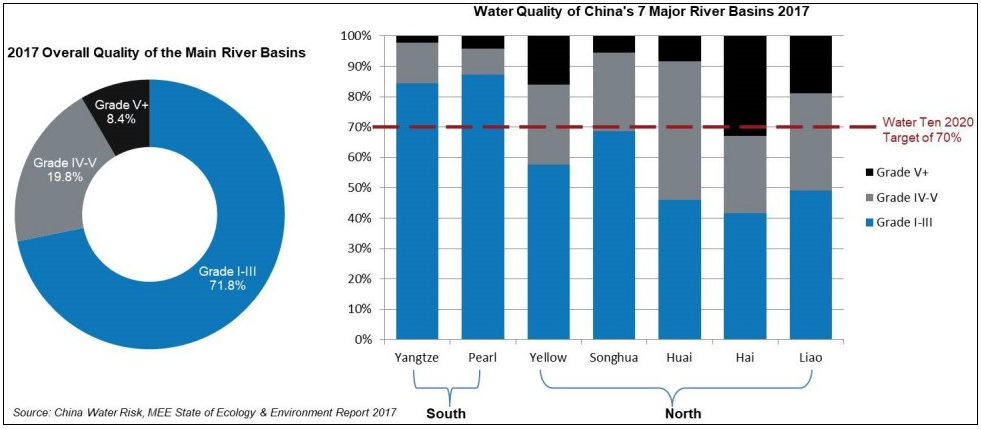 Water Quality of China's 7 Major River Basins 2017
2017 Overall Quality of the Main River Basins
Grade V+
8.4%
Grade IV-V
19.8%
Grade I-III
71.8%
100%
90%
80%
70%
60%
50%
40%
30%
20%
10%
0%
Yangtze Pearl Yellow Songhua Huai Hai Liao
South North
Water Ten 2020
Target of 70%
Grade V+
Grade IV-V
Grade I-III
Source: China Water Risk, MEE State of Ecology & Environment Report 2017